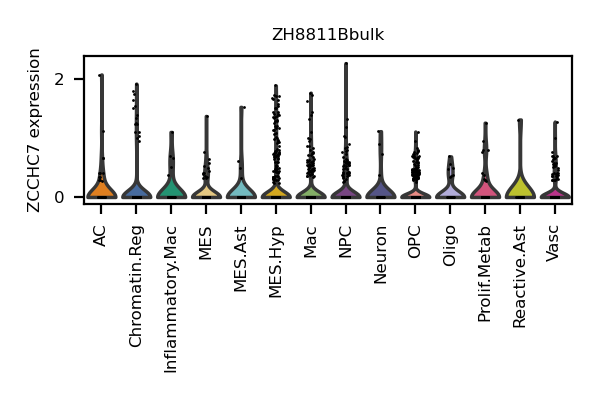 ZH8811Bbulk
ZCCHC7 expression
2
0
AC
Chromatin.Reg
Inflammatory.Mac
MES
MES.Ast
MES.Hyp
Mac
NPC
Neuron
OPC
Oligo
Prolif.Metab
Reactive.Ast
Vasc